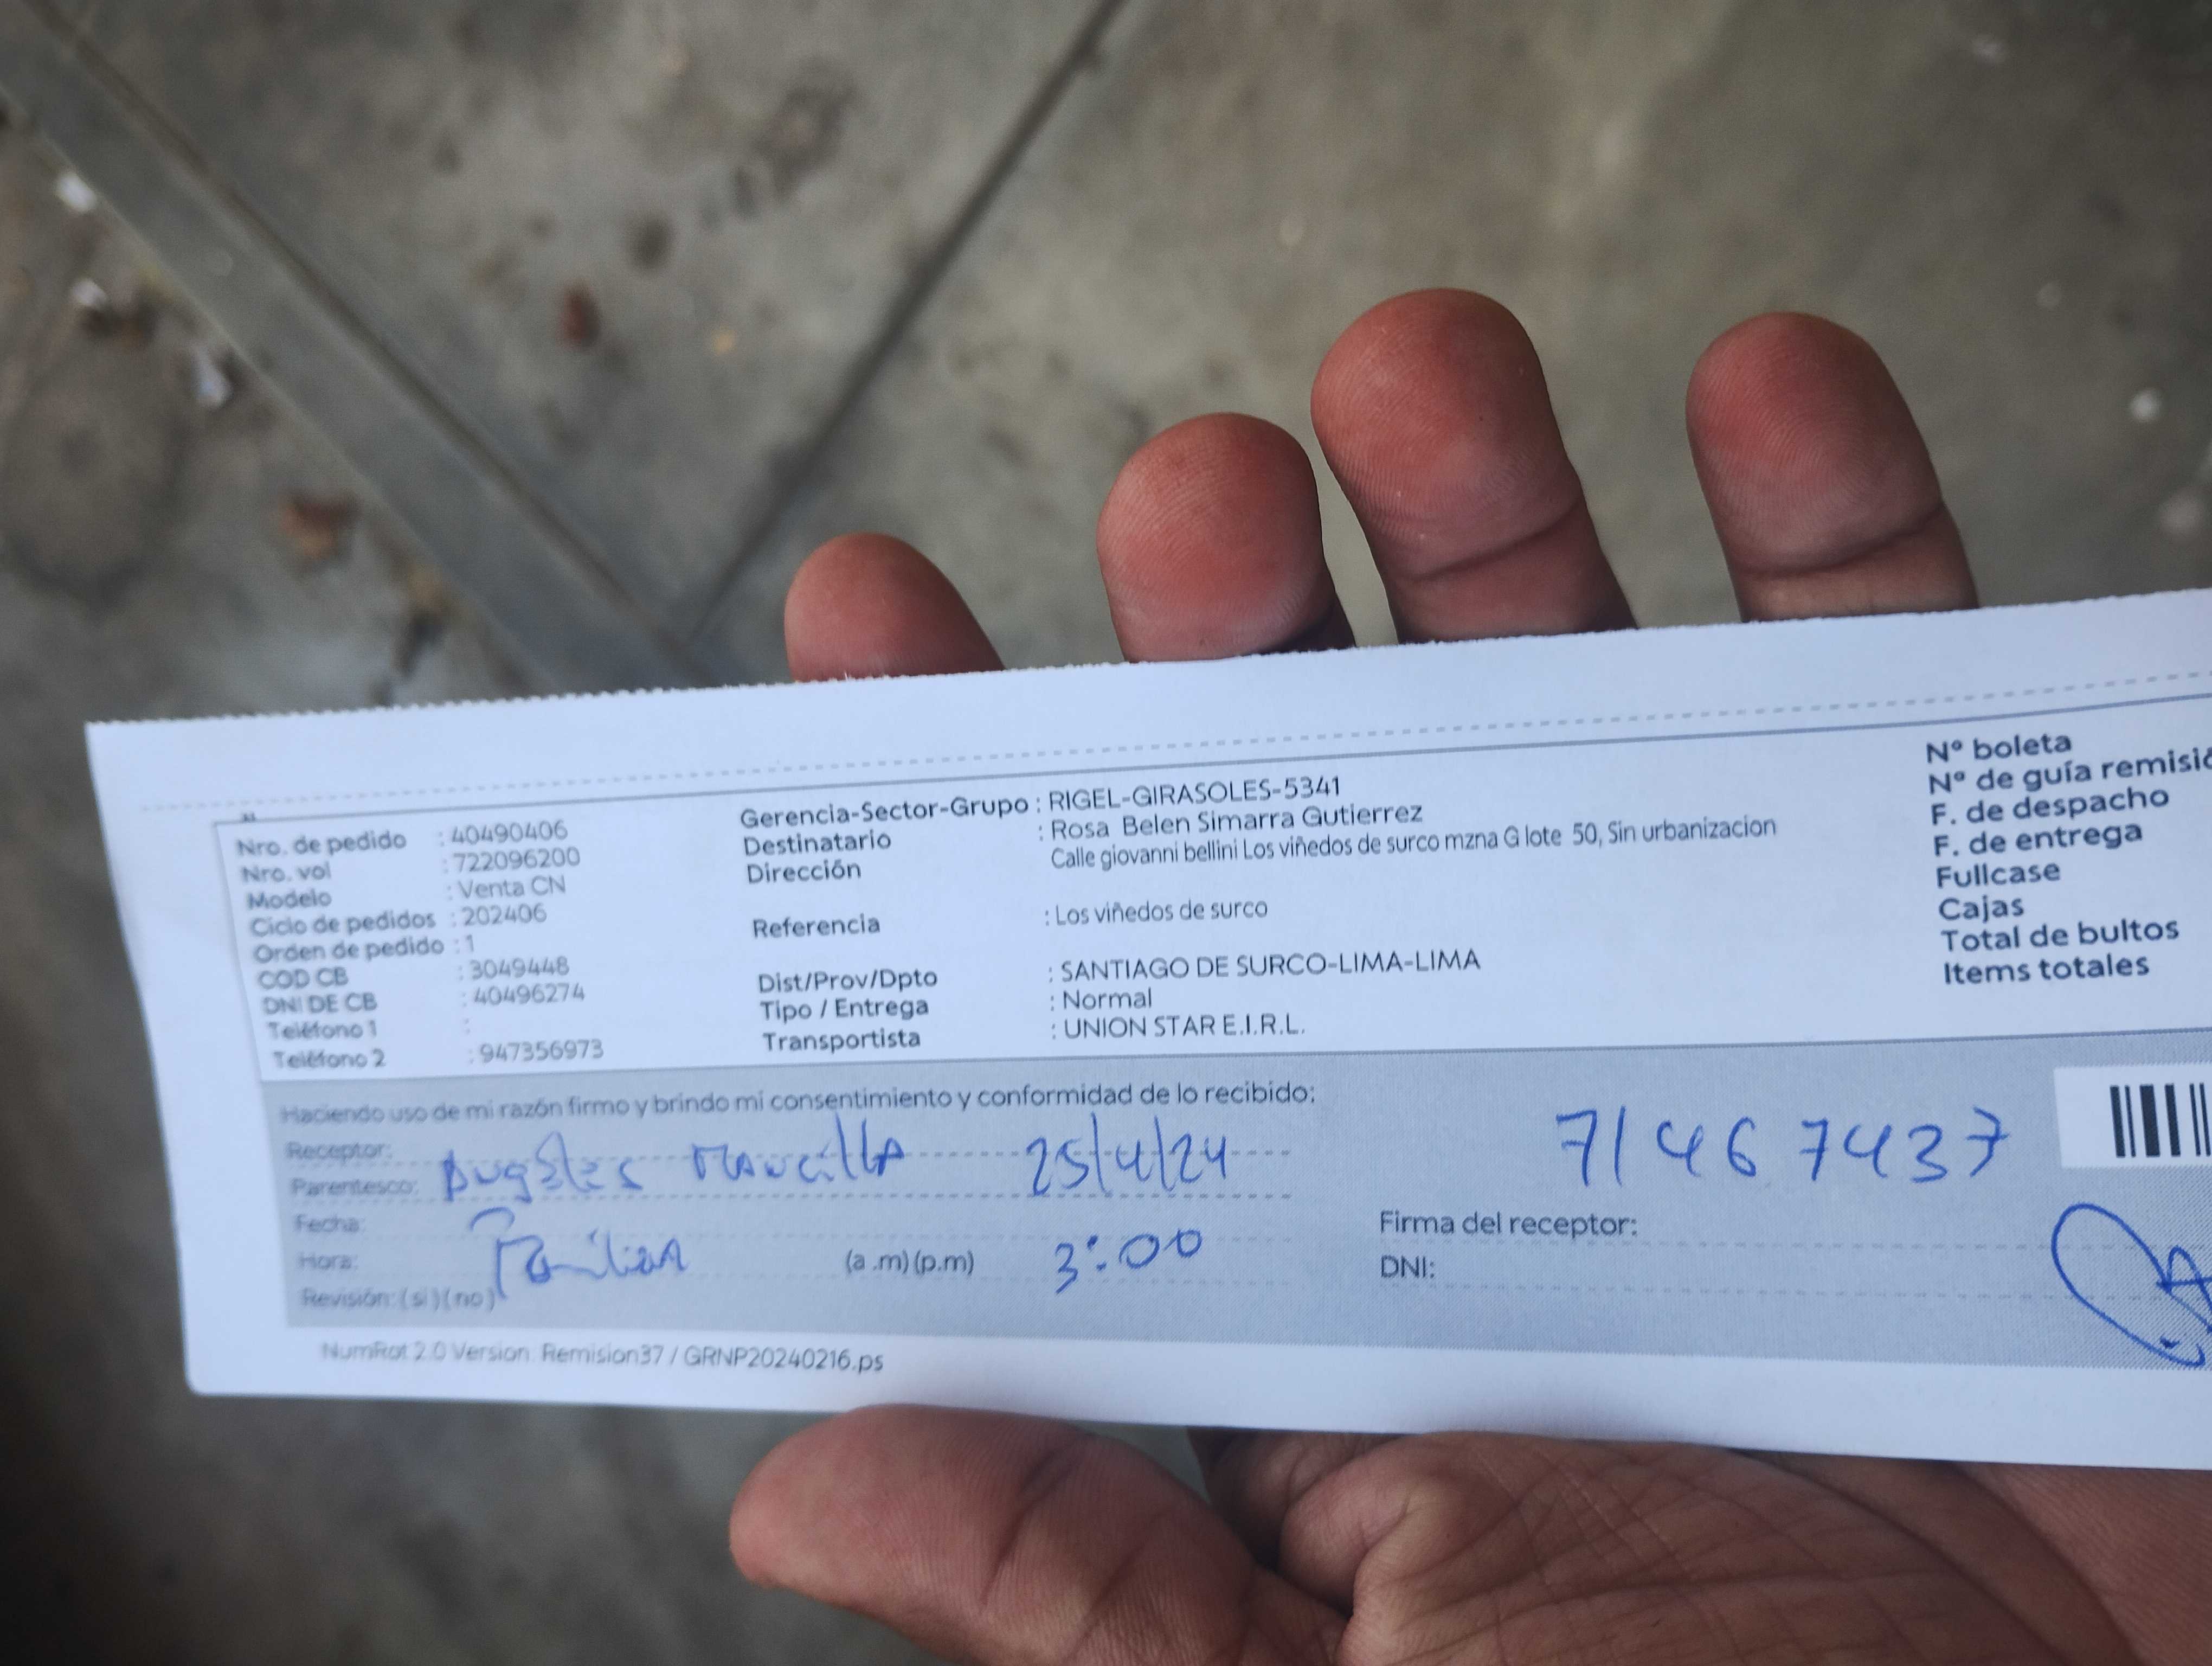 Nro. de pedido : 40490406
Nro. vol : 722096200
Modelo : Venta CN
Ciclo de pedidos : 202406
Orden de pedido : 1
COD CB : 3049448
DNI DE CB : 40496274
Teléfono 1 :
Teléfono 2 : 947356973
Gerencia-Sector-Grupo : RIGEL-GIRASOLES-5341
Destinatario : Rosa Belen Simarra Gutierrez
Dirección Calle giovanni bellini Los viñedos de surco mzna G lote 50, Sin urbanizacion
Referencia : Los viñedos de surco
Dist/Prov/Dpto : SANTIAGO DE SURCO-LIMA-LIMA
Tipo / Entrega : Normal
Transportista : UNION STAR E.I.R.L.
Nº boleta
Nº de guía remisió
F. de despacho
F. de entrega
Fullcase
Cajas
Total de bultos
Items totales
Haciendo uso de mi razón firmo y brindo mi consentimiento y conformidad de lo recibido:
Receptor:
Parentesco: 25/4/24
71467437
Fecha:
Hora: (a .m) (p.m) 3:00
Revisión: (si) (no)
Firma del receptor:
DNI:
NumRot 2.0 Version: Remision37 / GRNP20240216.ps